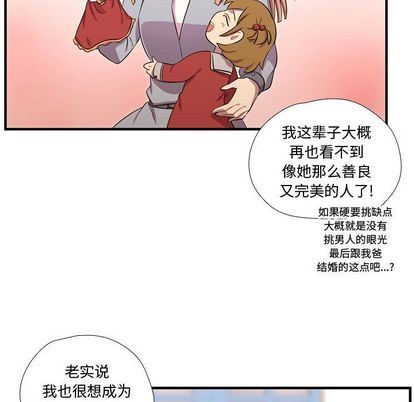 我这辈子大概
再也看不到
像她那么善良
又完美的人了!
如果硬要挑缺点
大概就是没有
挑男人的眼光
最后跟我爸
结婚的这点吧...?
老实说
我也很想成为